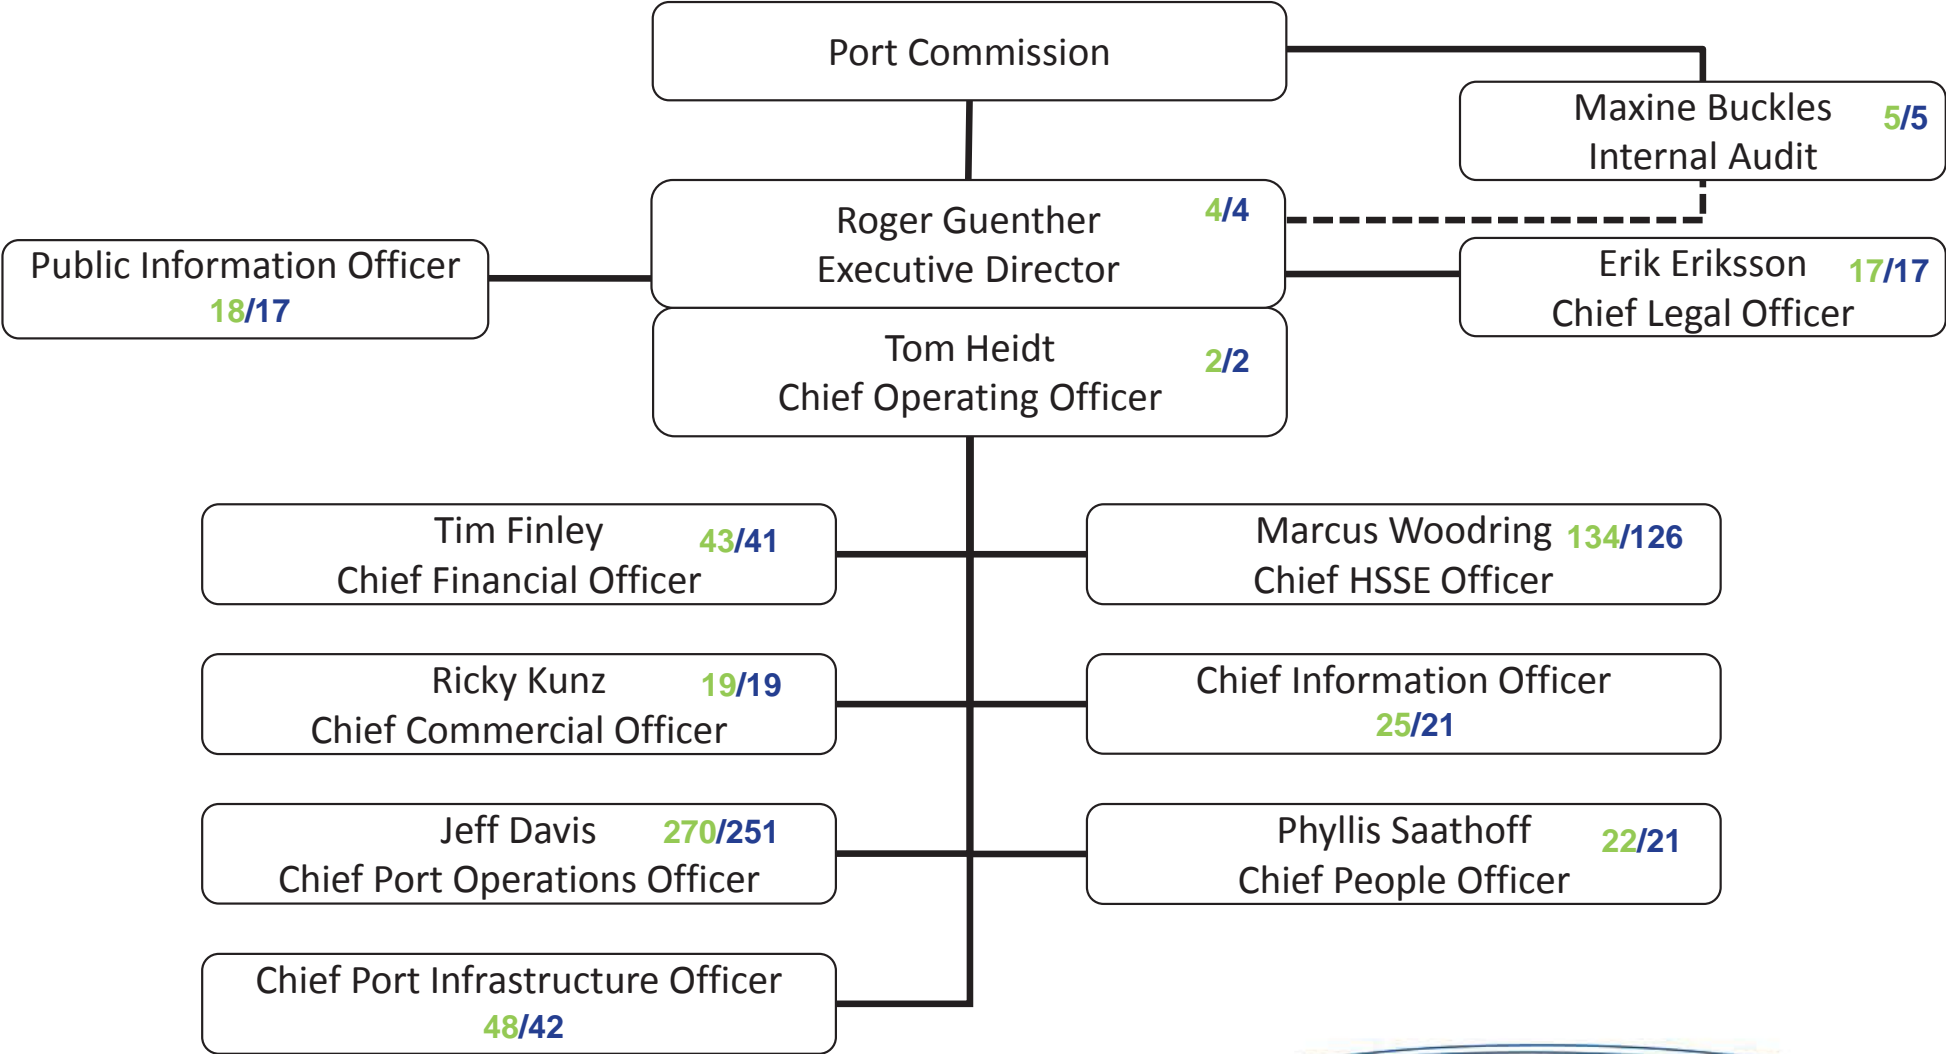 Port Commission
Maxine Buckles 5/5
Internal Audit
Roger Guenther 4/4
Executive Director
Public Information Officer
18/17
Erik Eriksson 17/17
Chief Legal Officer
Tom Heidt 2/2
Chief Operating Officer
Tim Finley 43/41
Chief Financial Officer
Marcus Woodring 134/126
Chief HSSE Officer
Ricky Kunz 19/19
Chief Commercial Officer
Chief Information Officer
25/21
Jeff Davis 270/251
Chief Port Operations Officer
Phyllis Saathoff 22/21
Chief People Officer
Chief Port Infrastructure Officer
48/42